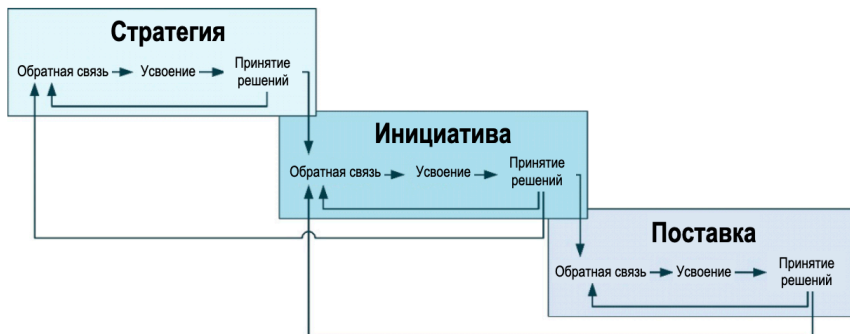 Стратегия
Обратная связь
Усвоение
Принятие
решений
Инициатива
Обратная связь
Усвоение
Принятие
решений
Поставка
Обратная связь
Усвоение
Принятие
решений